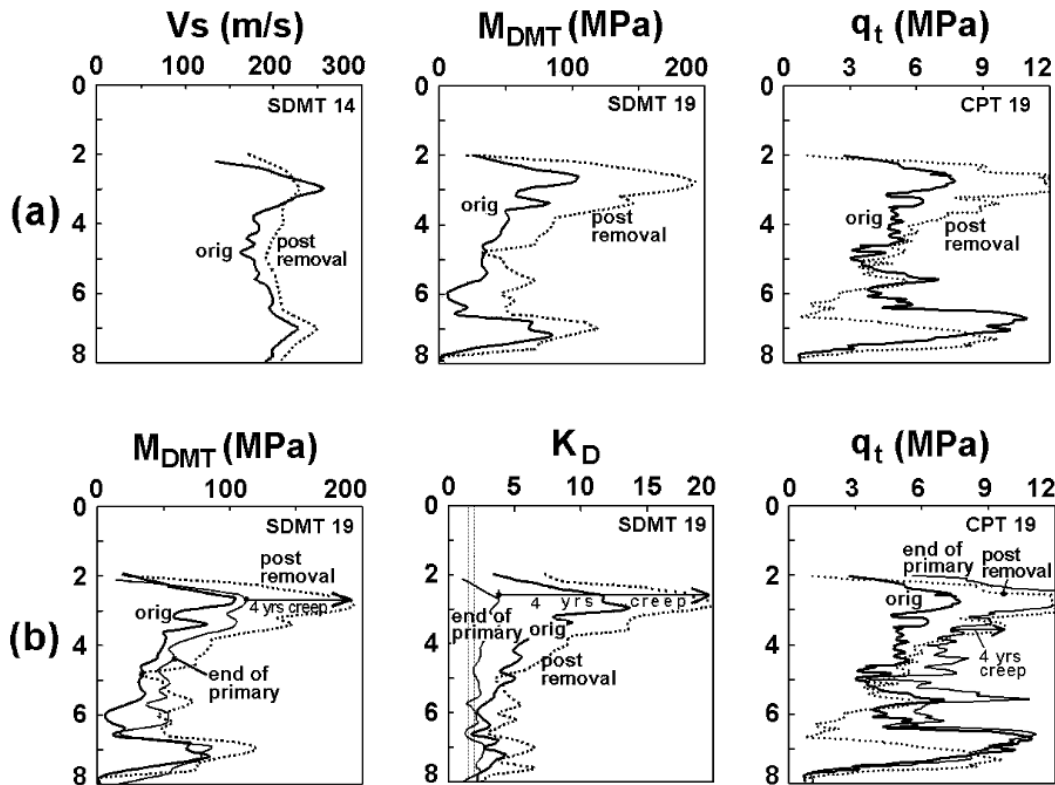 Vs (m/s)
0 100 200 300
SDMT 14
0
2
4
6
8
orig
post
removal
(a)
M_DMT (MPa)
0 100 200
SDMT 19
0
2
4
6
8
orig
post
removal
q_t (MPa)
0 3 6 9 12
CPT 19
0
2
4
6
8
orig
post
removal
(b)
M_DMT (MPa)
0 100 200
SDMT 19
0
2
4
6
8
post
removal
orig
4 yrs creep
end of
primary
K_D
0 5 10 15 20
SDMT 19
0
2
4
6
8
4 yrs creep
end of
primary
orig
post
removal
q_t (MPa)
0 3 6 9 12
CPT 19
0
2
4
6
8
end of
primary
post
removal
orig
4 yrs
creep